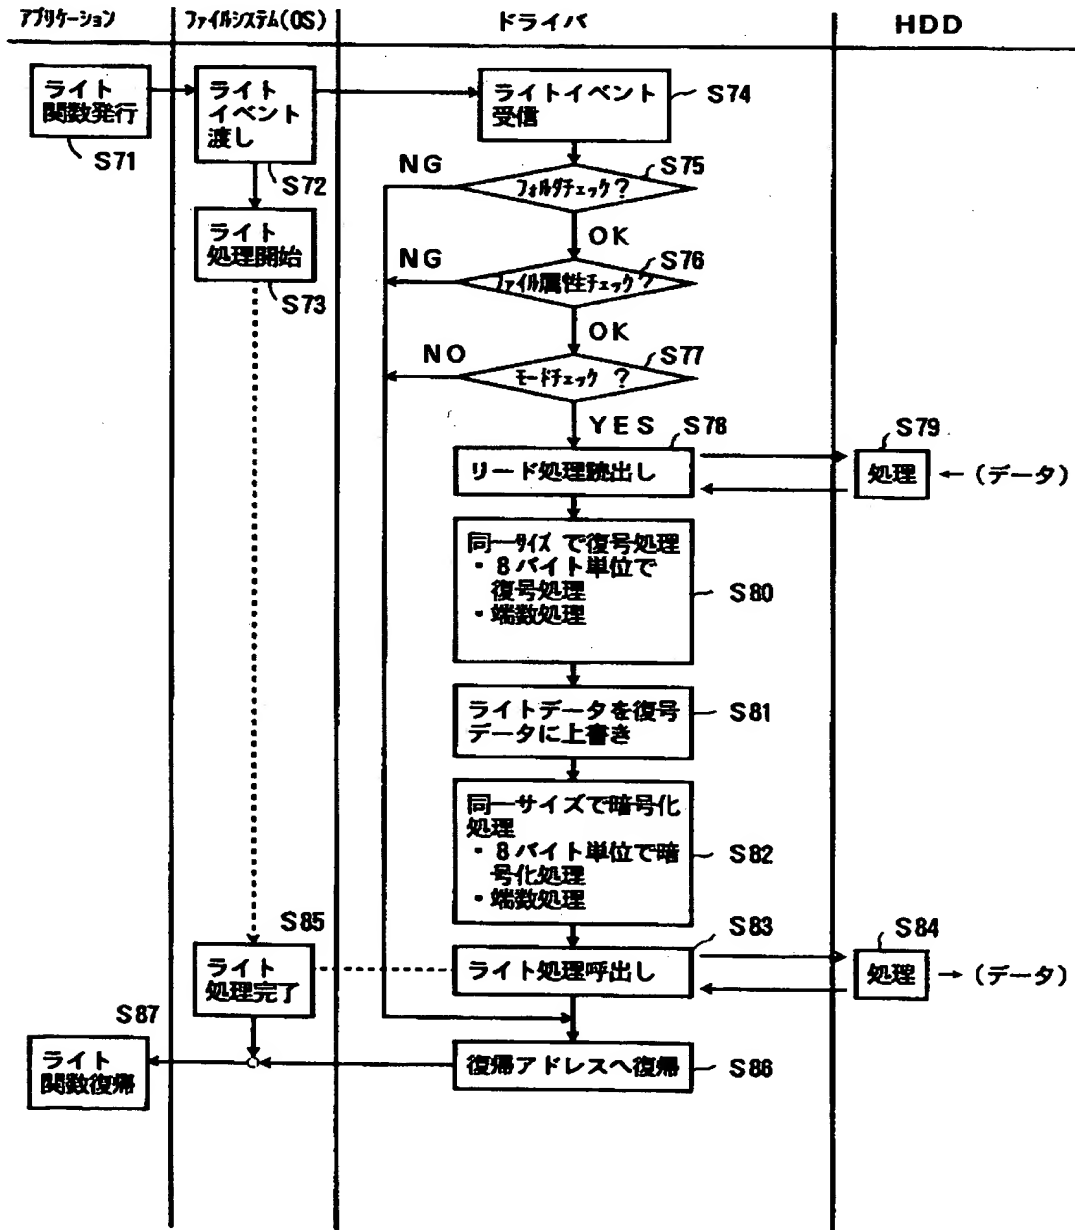 アプリケーション
ファイルシステム(OS)
ドライバ
HDD
ライト
関数発行
S71
ライト
イベント
渡し
S72
ライトイベント
受信
S74
フォルダチェック?
S75
NG
OK
ライト
処理開始
S73
ファイル属性チェック?
S76
NG
OK
モードチェック ?
S77
NO
YES
リード処理読出し
S78
処理
S79
←(データ)
同一サイズで復号処理
・8バイト単位で
復号処理
・端数処理
S80
ライトデータを復号
データに上書き
S81
同一サイズで暗号化
処理
・8バイト単位で暗
号化処理
・端数処理
S82
ライト
処理完了
S85
ライト処理呼出し
S83
処理
S84
→(データ)
ライト
関数復帰
S87
復帰アドレスへ復帰
S86